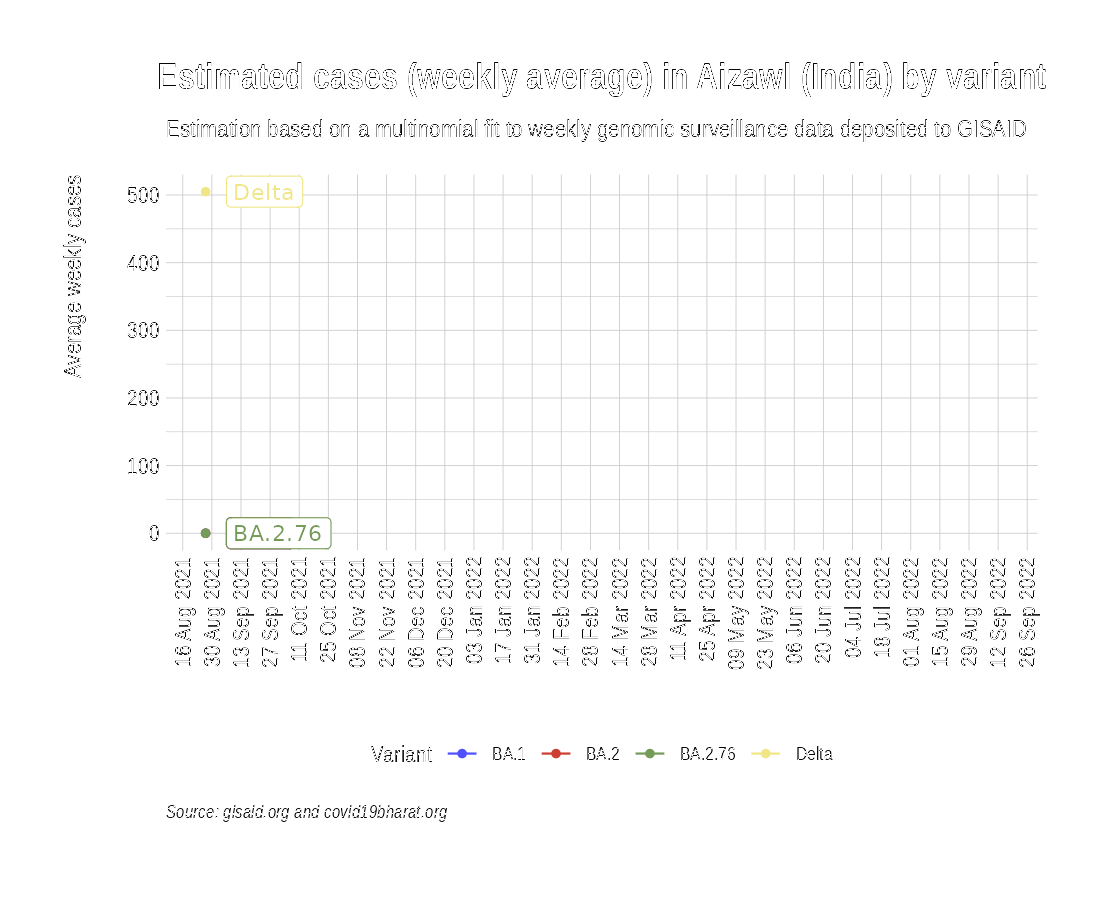 Estimated cases (weekly average) in Aizawl (India) by variant
Estimation based on a multinomial fit to weekly genomic surveillance data deposited to GISAID
Average weekly cases
500
400
300
200
100
0
Delta
BA.2.76
16 Aug 2021
30 Aug 2021
13 Sep 2021
27 Sep 2021
11 Oct 2021
25 Oct 2021
08 Nov 2021
22 Nov 2021
06 Dec 2021
20 Dec 2021
03 Jan 2022
17 Jan 2022
31 Jan 2022
14 Feb 2022
28 Feb 2022
14 Mar 2022
28 Mar 2022
11 Apr 2022
25 Apr 2022
09 May 2022
23 May 2022
06 Jun 2022
20 Jun 2022
04 Jul 2022
18 Jul 2022
01 Aug 2022
15 Aug 2022
29 Aug 2022
12 Sep 2022
26 Sep 2022
Variant BA.1 BA.2 BA.2.76 Delta
Source: gisaid.org and covid19bharat.org